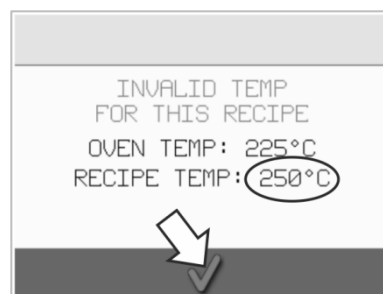 INVALID TEMP
FOR THIS RECIPE
OVEN TEMP: 225°C
RECIPE TEMP: 250°C